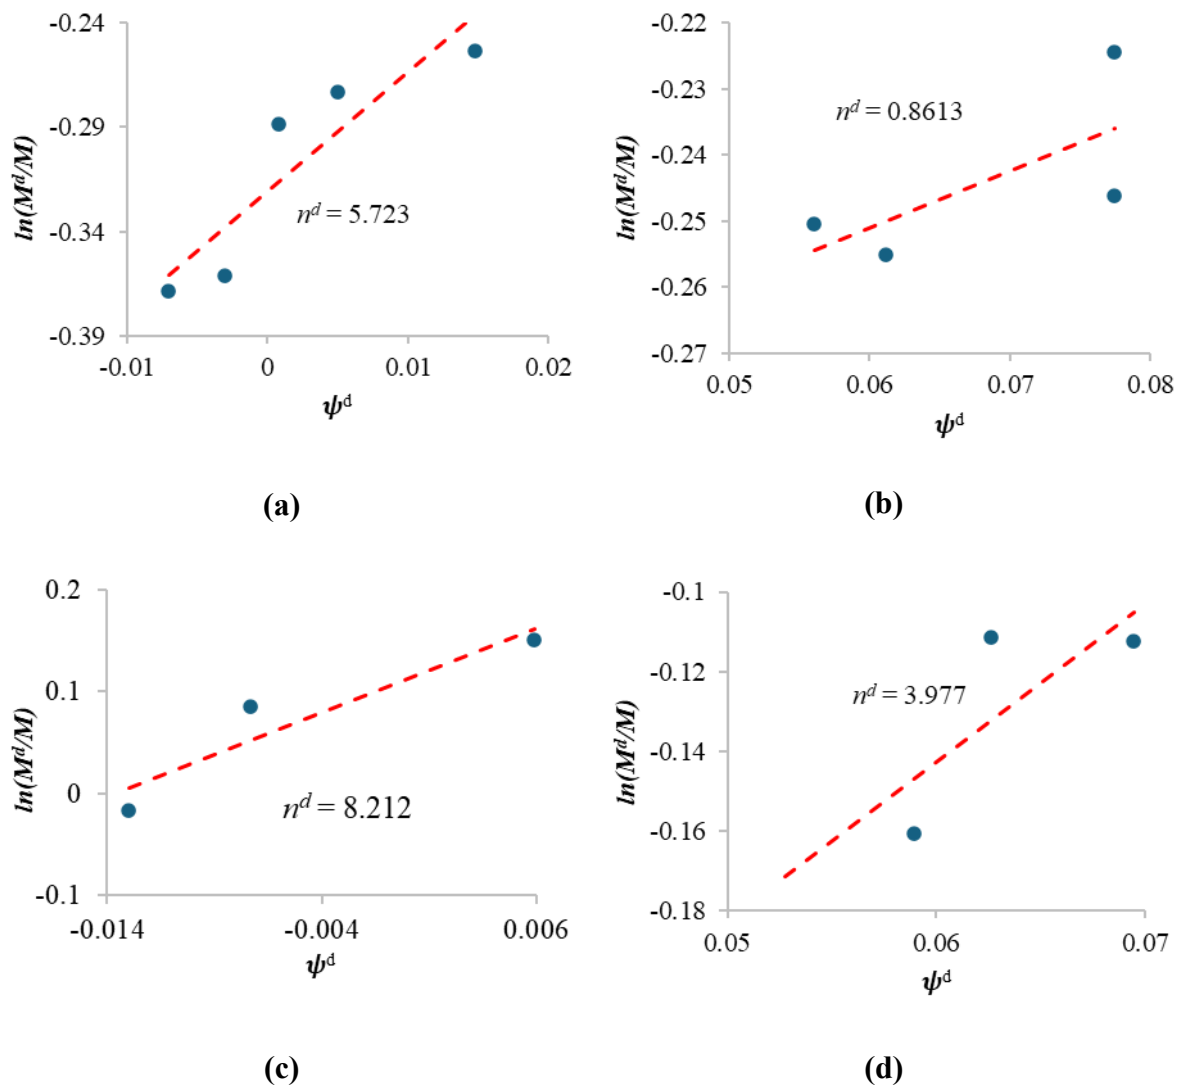 -0.24
-0.29
-0.34
-0.39
-0.01
0
0.01
0.02
ln(Mᵈ/M)
nᵈ = 5.723
ψᵈ
(a)
-0.22
-0.23
-0.24
-0.25
-0.26
-0.27
0.05
0.06
0.07
0.08
ln(Mᵈ/M)
nᵈ = 0.8613
ψᵈ
(b)
0.2
0.1
0
-0.1
-0.014
-0.004
0.006
ln(Mᵈ/M)
nᵈ = 8.212
ψᵈ
(c)
-0.1
-0.12
-0.14
-0.16
-0.18
0.05
0.06
0.07
ln(Mᵈ/M)
nᵈ = 3.977
ψᵈ
(d)